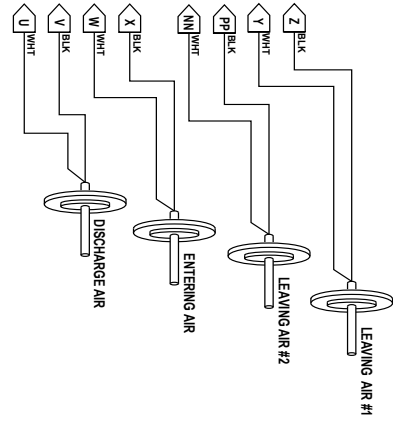 U
WHT
V
BLK
W
WHT
X
BLK
NN
WHT
PP
BLK
Y
WHT
Z
BLK
DISCHARGE AIR
ENTERING AIR
LEAVING AIR #2
LEAVING AIR #1